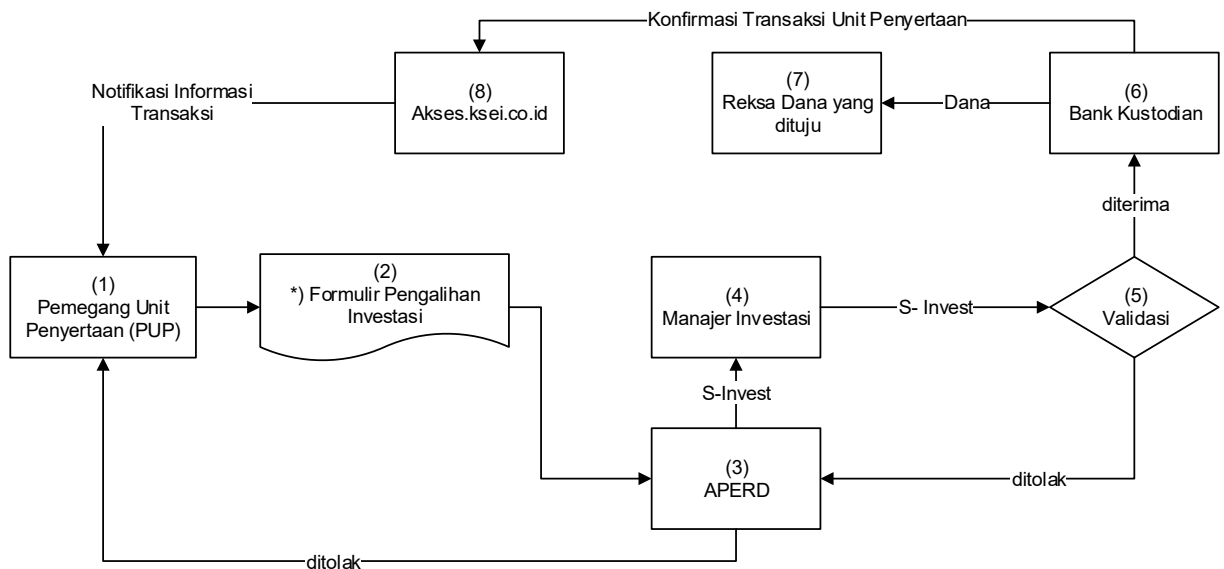 Konfirmasi Transaksi Unit Penyertaan
Notifikasi Informasi
Transaksi
(8)
Akses.ksei.co.id
(7)
Reksa Dana yang
dituju
Dana
(6)
Bank Kustodian
diterima
(1)
Pemegang Unit
Penyertaan (PUP)
(2)
*) Formulir Pengalihan
Investasi
(4)
Manajer Investasi
S- Invest
(5)
Validasi
S-Invest
(3)
APERD
ditolak
ditolak